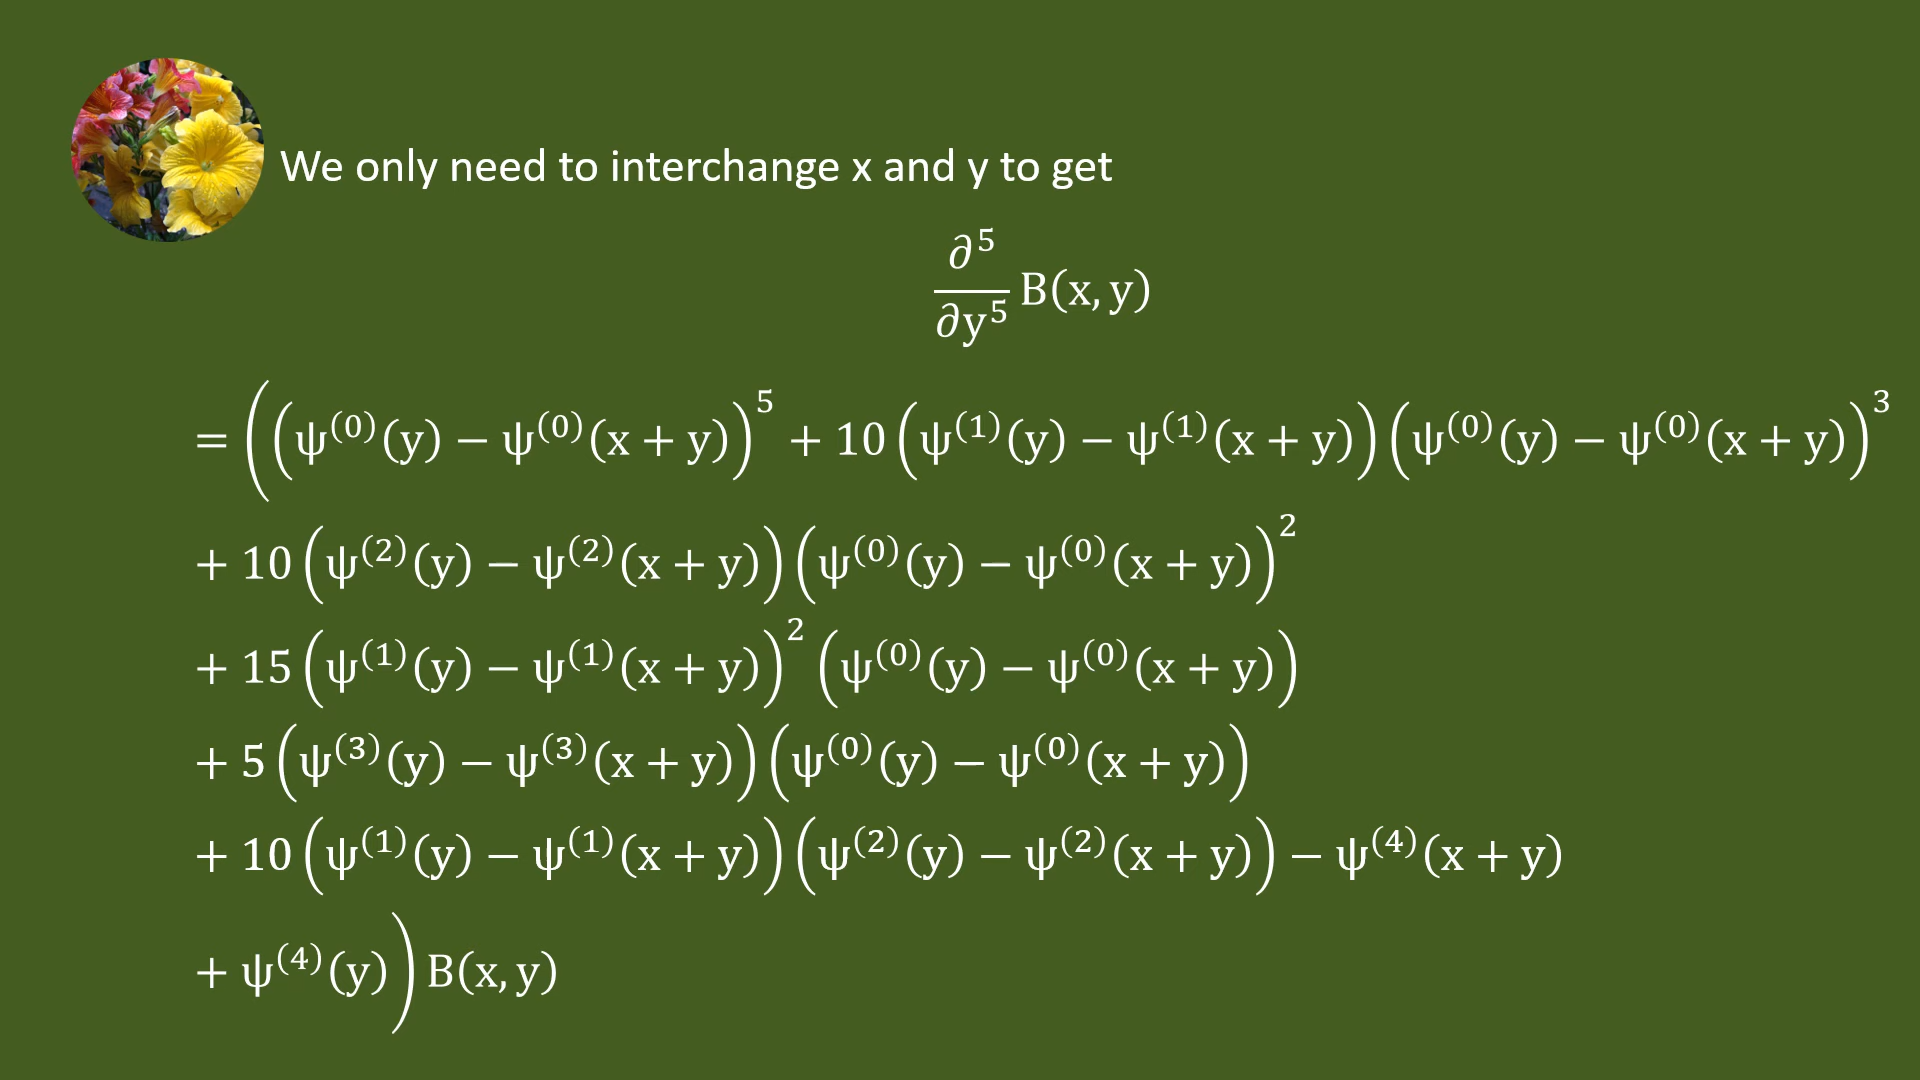 We only need to interchange x and y to get
∂⁵/∂y⁵ B(x, y)
= ((ψ⁽⁰⁾(y) − ψ⁽⁰⁾(x + y))⁵ + 10 (ψ⁽¹⁾(y) − ψ⁽¹⁾(x + y)) (ψ⁽⁰⁾(y) − ψ⁽⁰⁾(x + y))³
+ 10 (ψ⁽²⁾(y) − ψ⁽²⁾(x + y)) (ψ⁽⁰⁾(y) − ψ⁽⁰⁾(x + y))²
+ 15 (ψ⁽¹⁾(y) − ψ⁽¹⁾(x + y))² (ψ⁽⁰⁾(y) − ψ⁽⁰⁾(x + y))
+ 5 (ψ⁽³⁾(y) − ψ⁽³⁾(x + y)) (ψ⁽⁰⁾(y) − ψ⁽⁰⁾(x + y))
+ 10 (ψ⁽¹⁾(y) − ψ⁽¹⁾(x + y)) (ψ⁽²⁾(y) − ψ⁽²⁾(x + y)) − ψ⁽⁴⁾(x + y)
+ ψ⁽⁴⁾(y)) B(x, y)